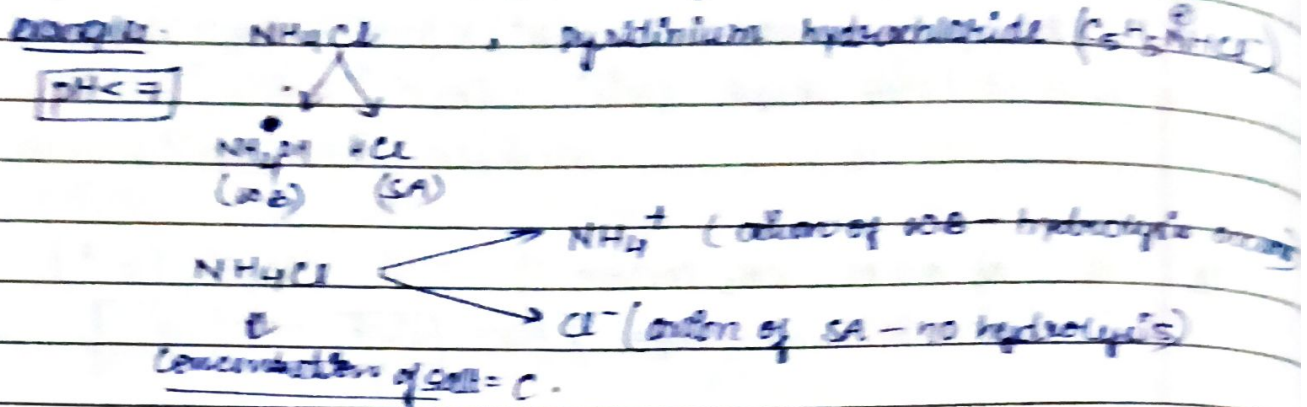 Example- NH4Cl , pyridinium hydrochloride (C5H5N⊕HCl-)
pH < 7
NH4OH HCl
(WB) (SA)
NH4+ (cation of WB - hydrolysis occurs)
NH4Cl
Cl- (anion of SA - no hydrolysis)
C
Concentration of salt = C.